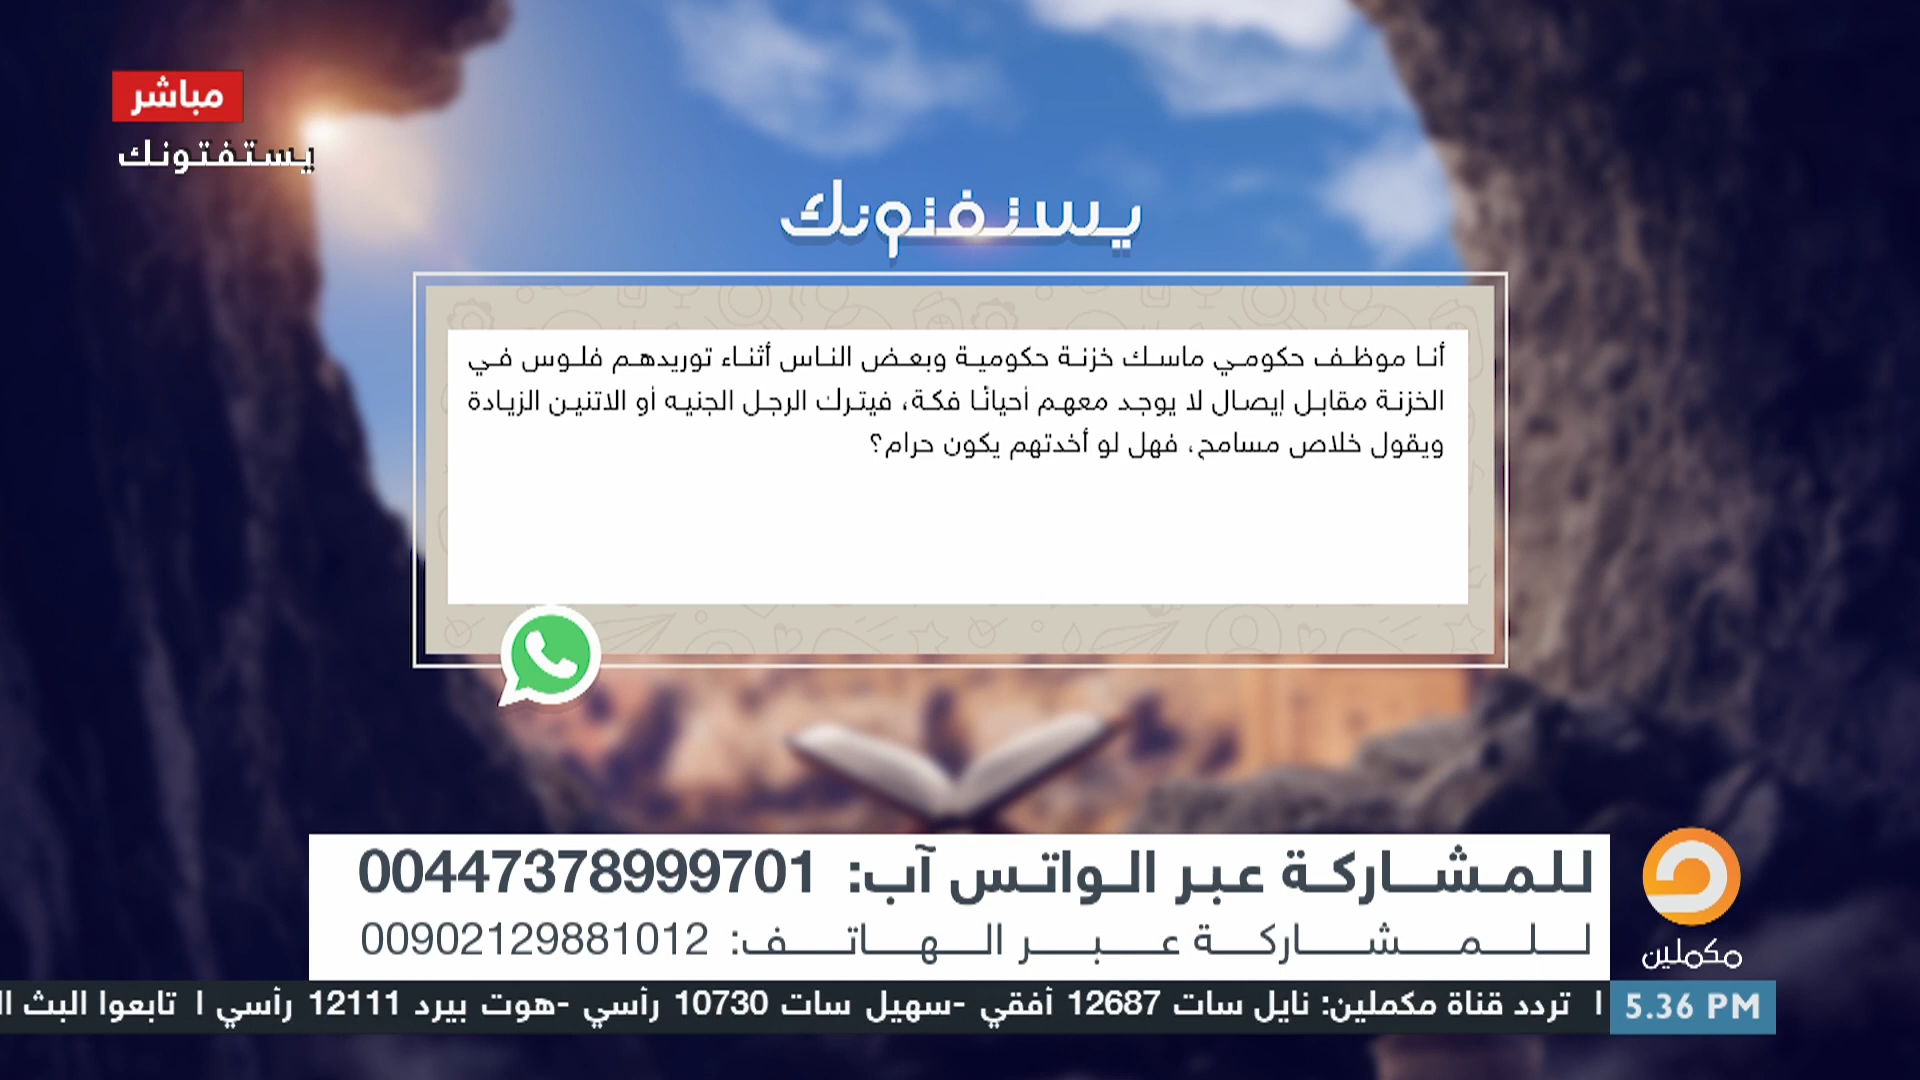 مباشر
يستفتونك
يستفتونك
أنا موظف حكومي ماسك خزنة حكومية وبعض الناس أثناء توريدهم فلوس في
الخزنة مقابل إيصال لا يوجد معهم أحيانًا فكة، فيترك الرجل الجنيه أو الاتنين الزيادة
ويقول خلاص مسامح، فهل لو أخدتهم يكون حرام؟
للمشاركة عبر الواتس آب: 00447378999701
للمشاركة عبر الهاتف: 00902129881012
مكملين
ا تردد قناة مكملين: نايل سات 12687 أفقي -سهيل سات 10730 رأسي -هوت بيرد 12111 رأسي ا تابعوا البث
5.36 PM